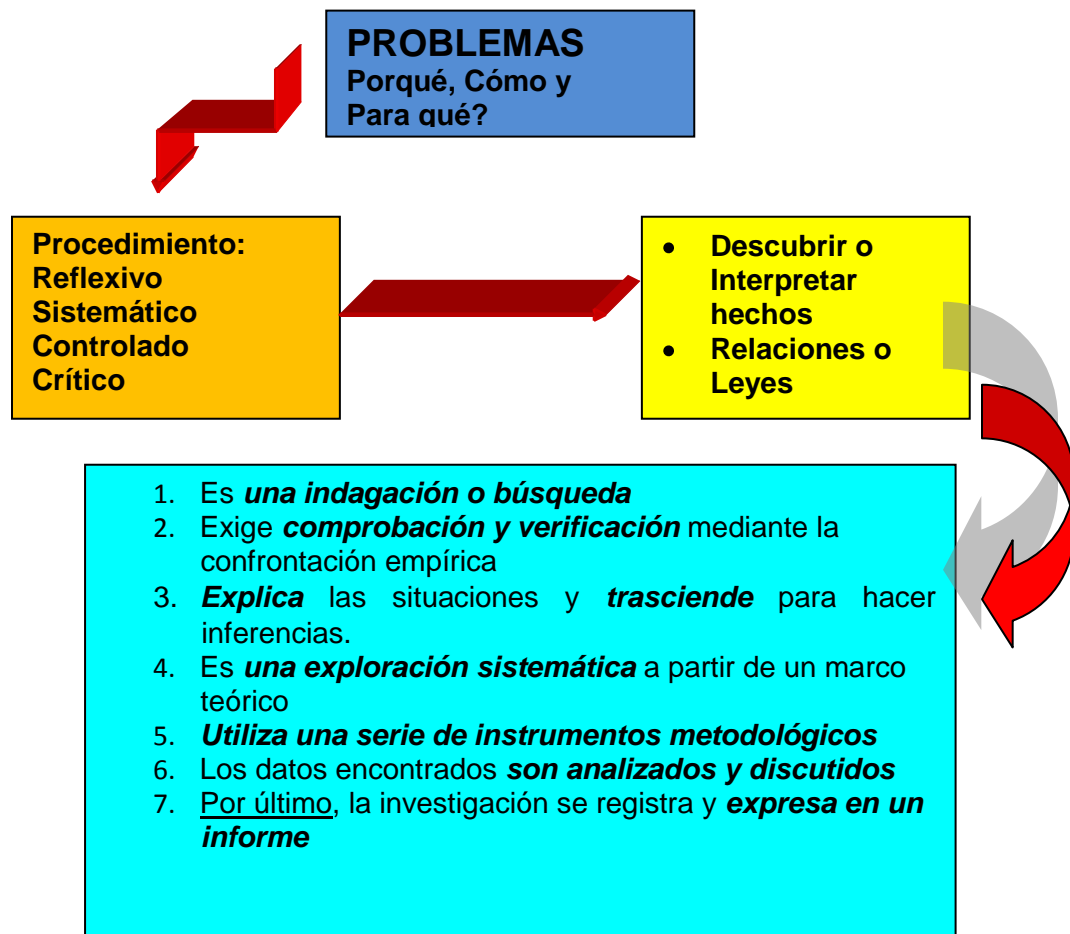 PROBLEMAS
Porqué, Cómo y
Para qué?
Procedimiento:
Reflexivo
Sistemático
Controlado
Crítico
• Descubrir o
Interpretar
hechos
• Relaciones o
Leyes
1. Es una indagación o búsqueda
2. Exige comprobación y verificación mediante la
confrontación empírica
3. Explica las situaciones y trasciende para hacer
inferencias.
4. Es una exploración sistemática a partir de un marco
teórico
5. Utiliza una serie de instrumentos metodológicos
6. Los datos encontrados son analizados y discutidos
7. Por último, la investigación se registra y expresa en un
informe